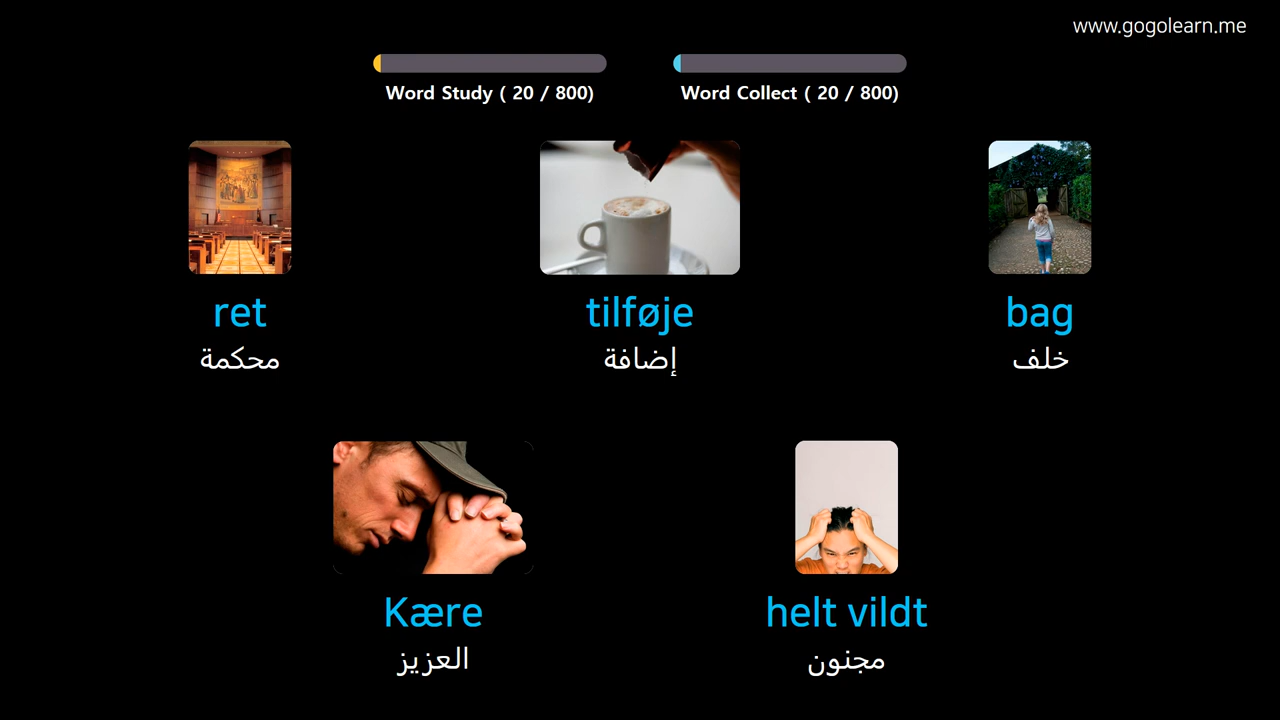 www.gogolearn.me
Word Study ( 20 / 800)
Word Collect ( 20 / 800)
ret
محكمة
tilføje
إضافة
bag
خلف
Kære
العزيز
helt vildt
مجنون